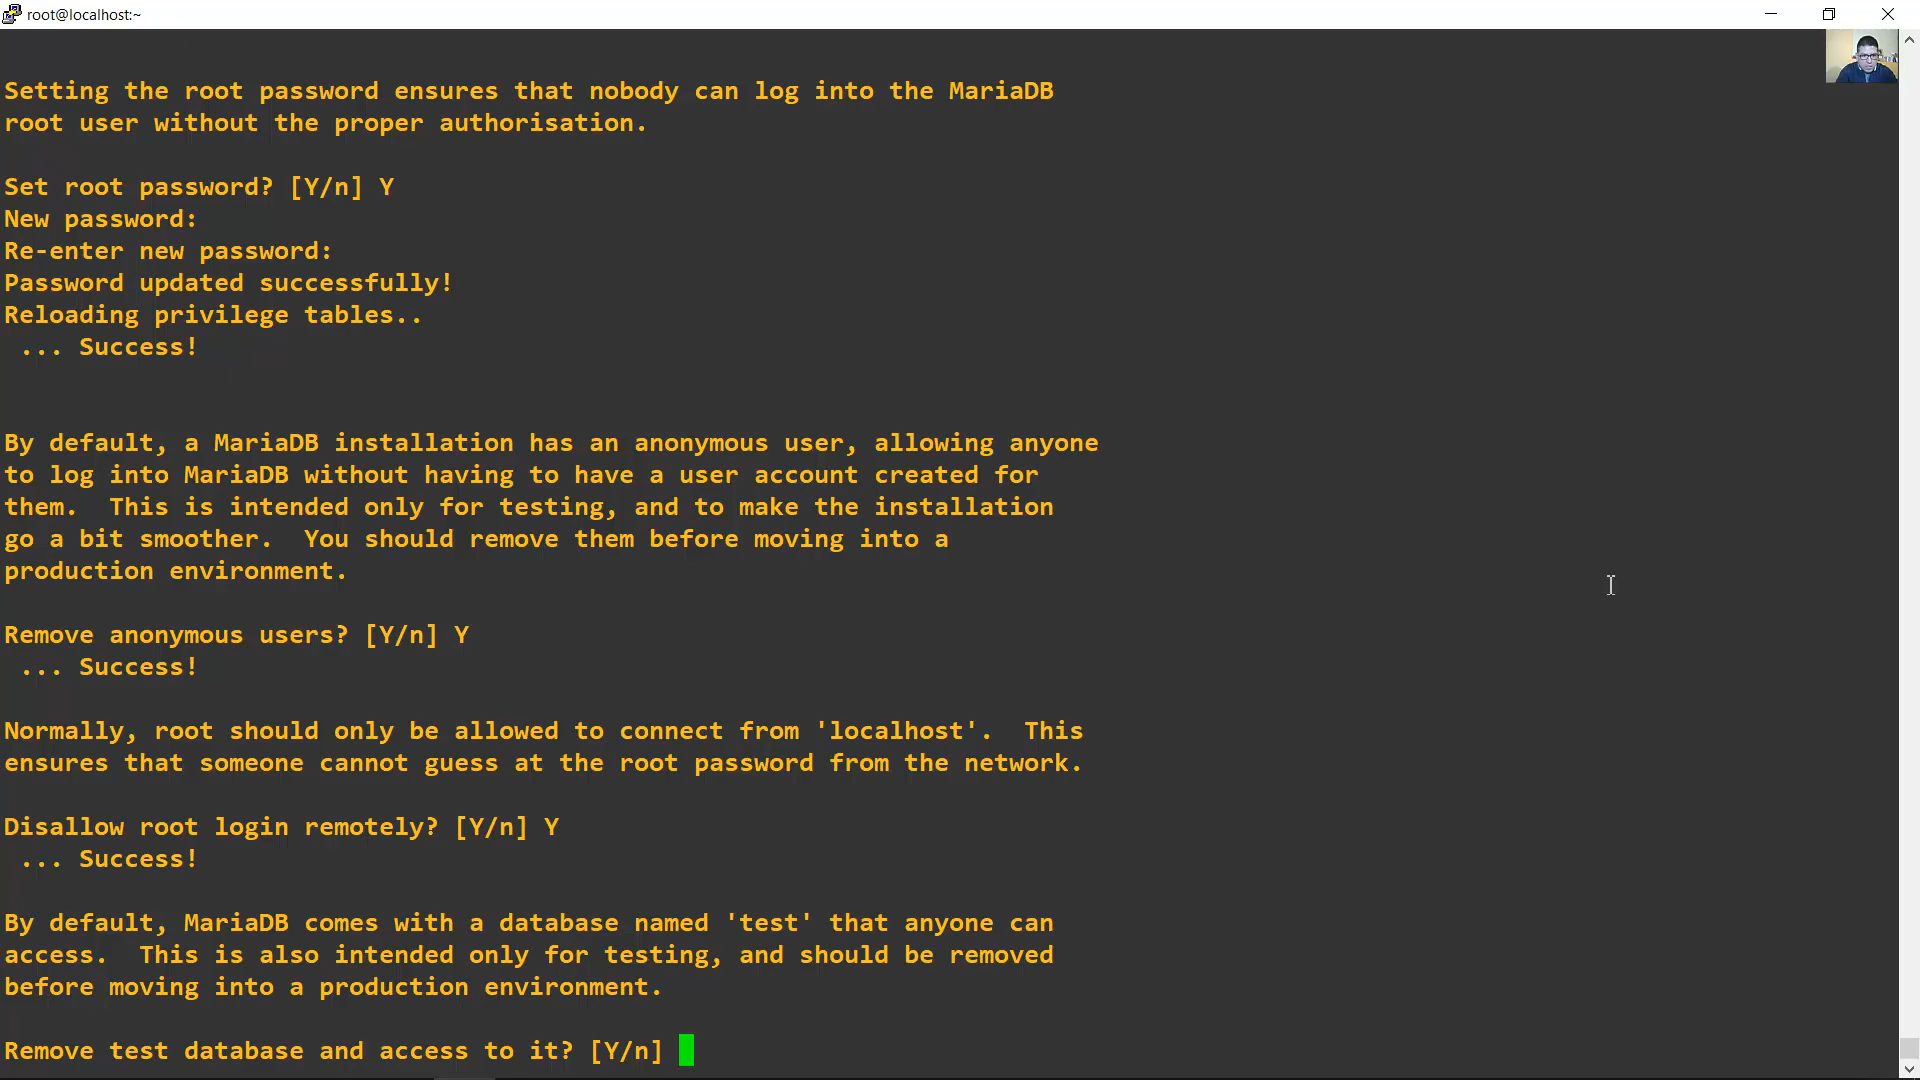 root@localhost:~
Setting the root password ensures that nobody can log into the MariaDB
root user without the proper authorisation.
Set root password? [Y/n] Y
New password:
Re-enter new password:
Password updated successfully!
Reloading privilege tables..
 ... Success!
By default, a MariaDB installation has an anonymous user, allowing anyone
to log into MariaDB without having to have a user account created for
them.  This is intended only for testing, and to make the installation
go a bit smoother.  You should remove them before moving into a
production environment.
Remove anonymous users? [Y/n] Y
 ... Success!
Normally, root should only be allowed to connect from 'localhost'.  This
ensures that someone cannot guess at the root password from the network.
Disallow root login remotely? [Y/n] Y
 ... Success!
By default, MariaDB comes with a database named 'test' that anyone can
access.  This is also intended only for testing, and should be removed
before moving into a production environment.
Remove test database and access to it? [Y/n]